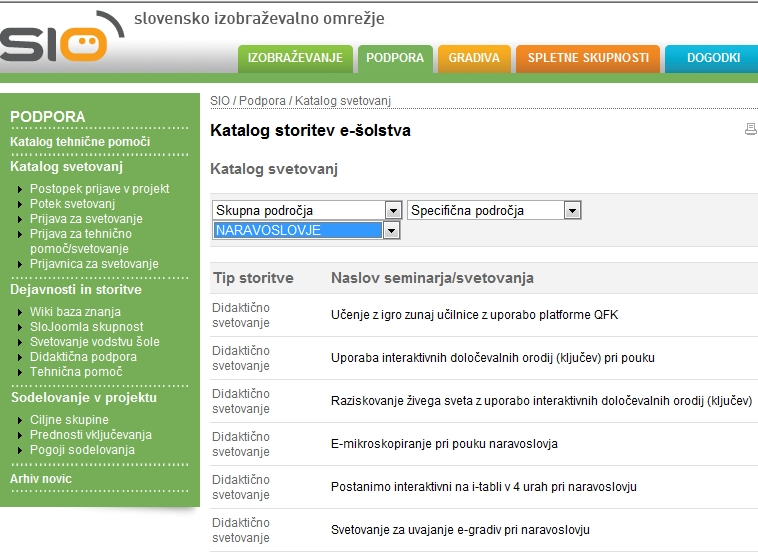 SIO
slovensko izobraževalno omrežje
IZOBRAŽEVANJE
PODPORA
GRADIVA
SPLETNE SKUPNOSTI
DOGODKI
PODPORA
Katalog tehnične pomoči
Katalog svetovanj
Postopek prijave v projekt
Potek svetovanj
Prijava za svetovanje
Prijava za tehnično
pomoč/svetovanje
Prijavnica za svetovanje
Dejavnosti in storitve
Wiki baza znanja
SloJoomla skupnost
Svetovanje vodstvu šole
Didaktična podpora
Tehnična pomoč
Sodelovanje v projektu
Ciljne skupine
Prednosti vključevanja
Pogoji sodelovanja
Arhiv novic
SIO / Podpora / Katalog svetovanj
Katalog storitev e-šolstva
Katalog svetovanj
Skupna področja
Specifična področja
NARAVOSLOVJE
Tip storitve
Naslov seminarja/svetovanja
Didaktično
svetovanje
Učenje z igro zunaj učilnice z uporabo platforme QFK
Didaktično
svetovanje
Uporaba interaktivnih določevalnih orodij (ključev) pri pouku
Didaktično
svetovanje
Raziskovanje živega sveta z uporabo interaktivnih določevalnih orodij (ključev)
Didaktično
svetovanje
E-mikroskopiranje pri pouku naravoslovja
Didaktično
svetovanje
Postanimo interaktivni na i-tabli v 4 urah pri naravoslovju
Didaktično
svetovanje
Svetovanje za uvajanje e-gradiv pri naravoslovju